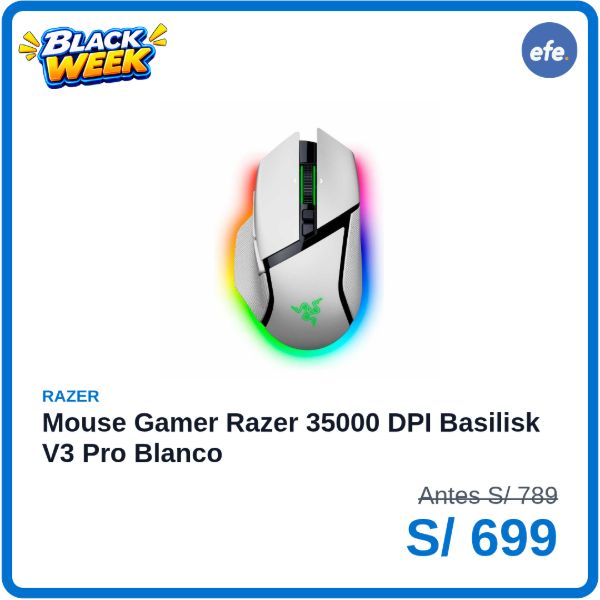 BLACK
WEEK
efe.
RAZER
Mouse Gamer Razer 35000 DPI Basilisk
V3 Pro Blanco
Antes S/ 789
S/ 699